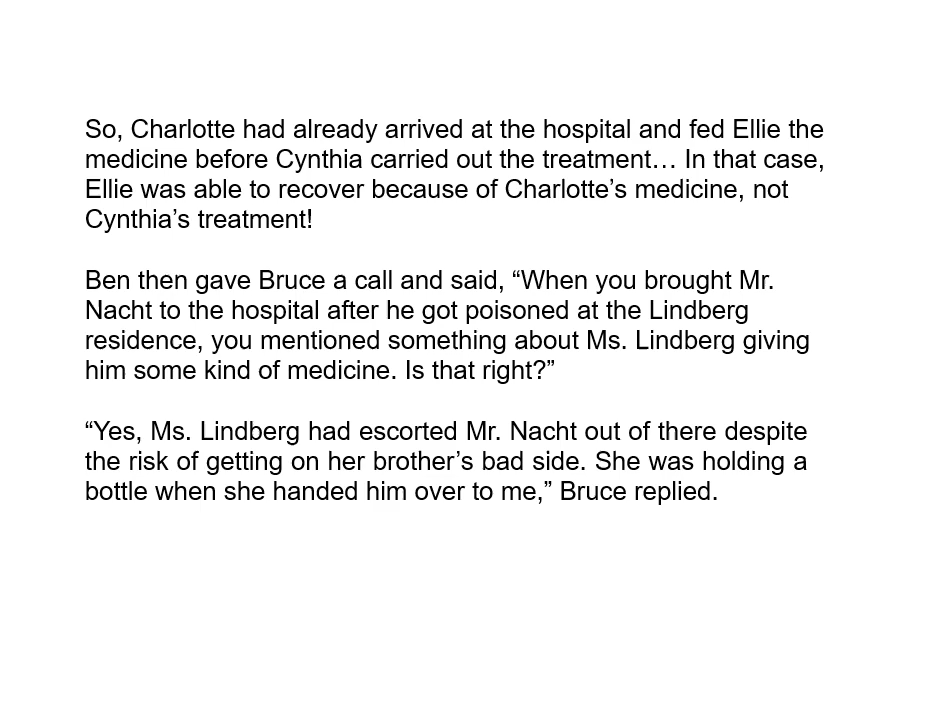 So, Charlotte had already arrived at the hospital and fed Ellie the
medicine before Cynthia carried out the treatment… In that case,
Ellie was able to recover because of Charlotte’s medicine, not
Cynthia’s treatment!
Ben then gave Bruce a call and said, “When you brought Mr.
Nacht to the hospital after he got poisoned at the Lindberg
residence, you mentioned something about Ms. Lindberg giving
him some kind of medicine. Is that right?”
“Yes, Ms. Lindberg had escorted Mr. Nacht out of there despite
the risk of getting on her brother’s bad side. She was holding a
bottle when she handed him over to me,” Bruce replied.